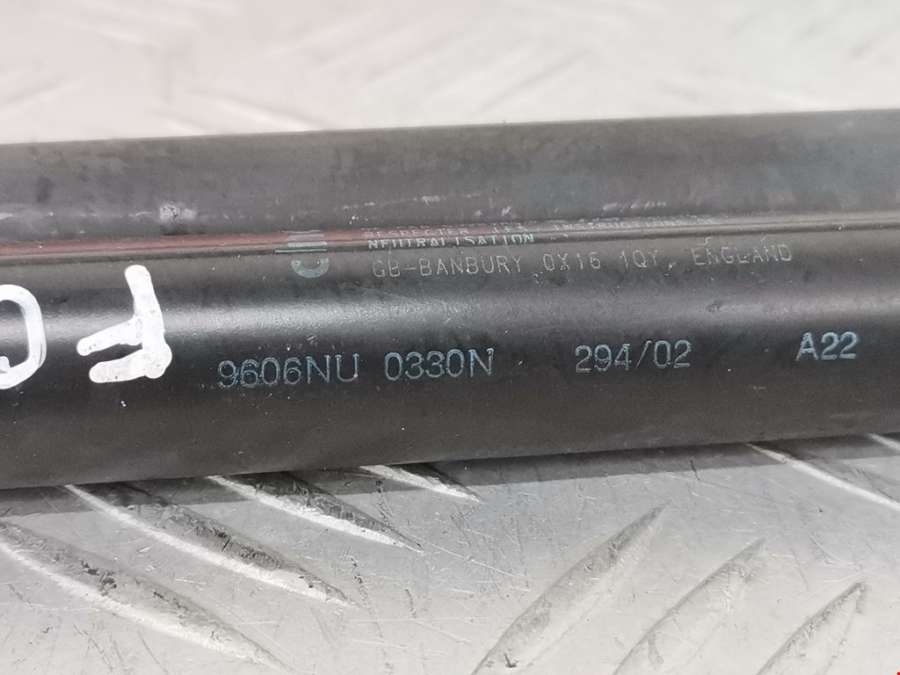 NEUTRALISATION
GB-BANBURY OX16 1QY, ENGLAND
9606NU 0330N 294/02 A22